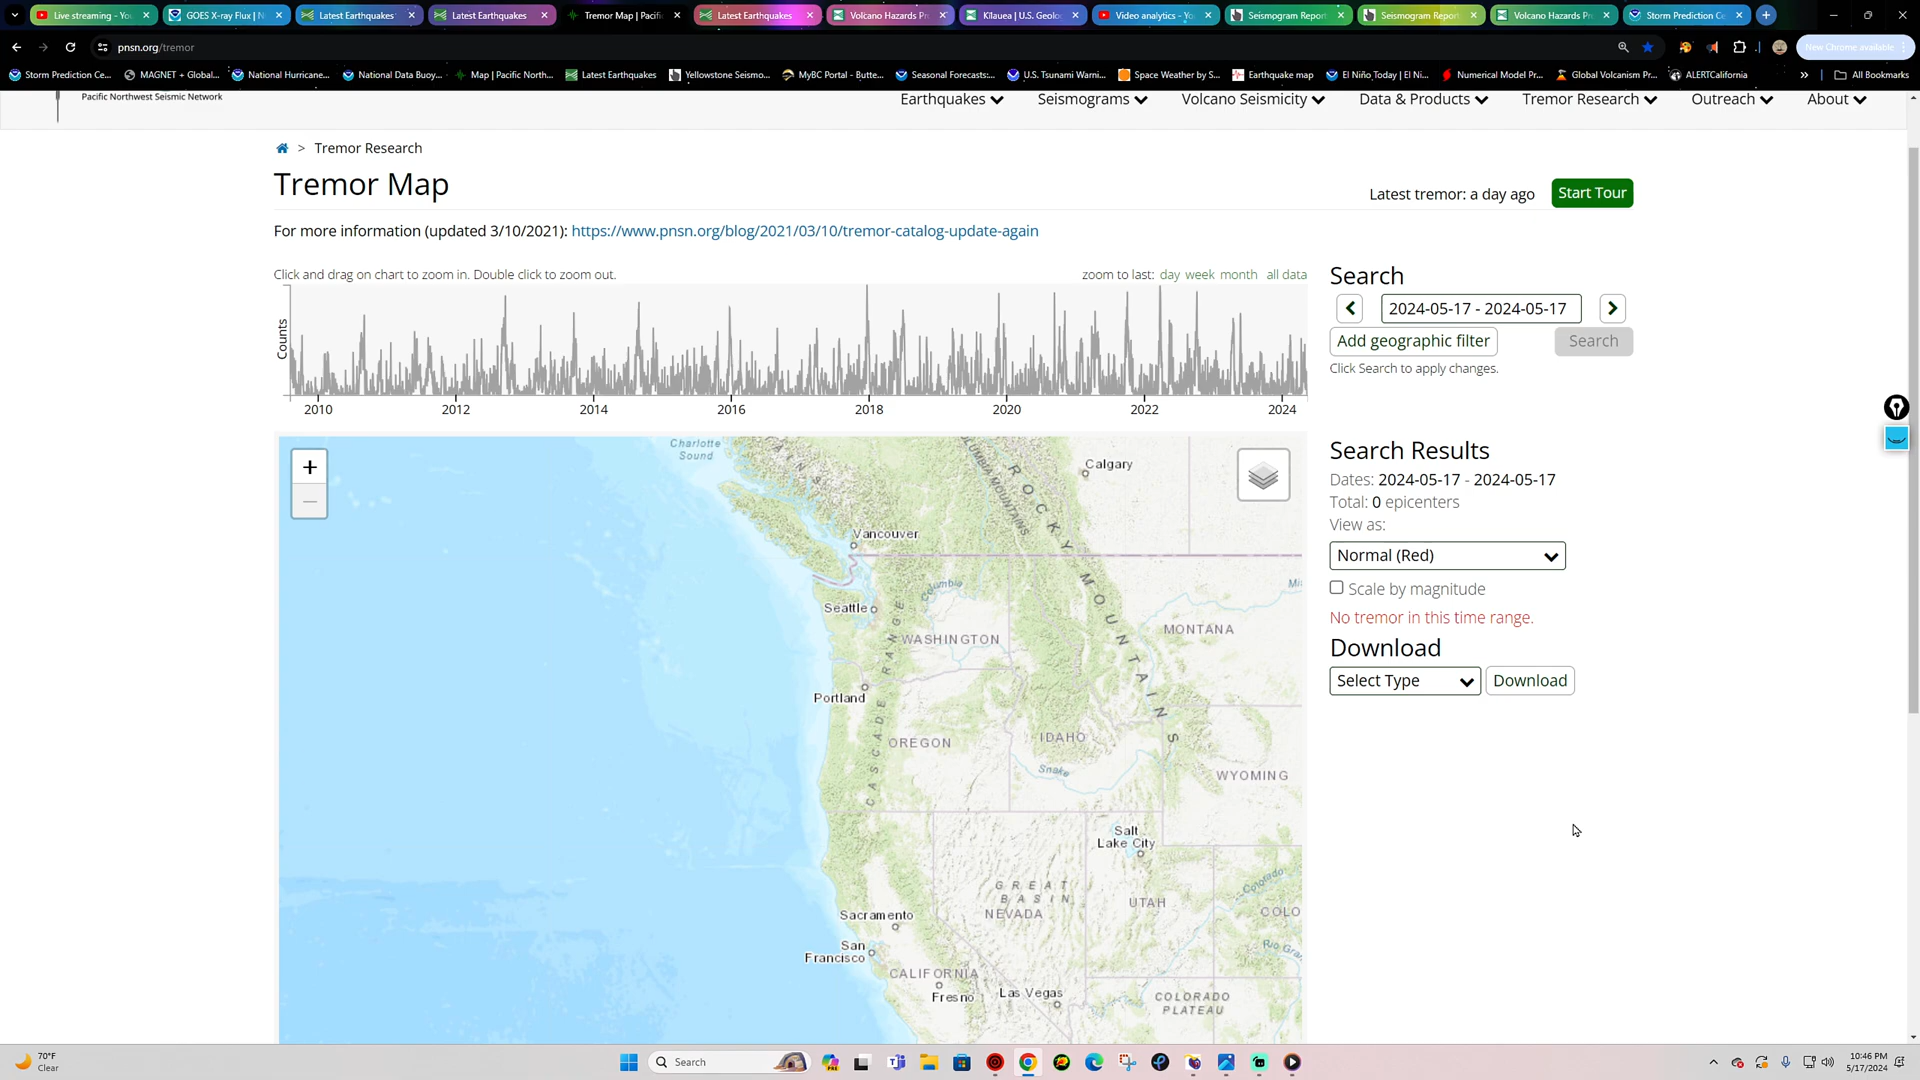 Live streaming - Yo
GOES X-ray Flux | N
Latest Earthquakes
Latest Earthquakes
Tremor Map | Pacific
Latest Earthquakes
Volcano Hazards Pr
Kīlauea | U.S. Geolo
Video analytics - Yo
Seismogram Report
Seismogram Report
Volcano Hazards Pr
Storm Prediction Ce
pnsn.org/tremor
New Chrome available
Storm Prediction Ce...
MAGNET + Global...
National Hurricane...
National Data Buoy...
Map | Pacific North...
Latest Earthquakes
Yellowstone Seismo...
MyBC Portal - Butte...
Seasonal Forecasts:...
U.S. Tsunami Warni...
Space Weather by S...
Earthquake map
El Niño Today | El Ni...
Numerical Model Pr...
Global Volcanism Pr...
ALERTCalifornia
All Bookmarks
Pacific Northwest Seismic Network
Earthquakes
Seismograms
Volcano Seismicity
Data & Products
Tremor Research
Outreach
About
> Tremor Research
Tremor Map
Latest tremor: a day ago
Start Tour
For more information (updated 3/10/2021): https://www.pnsn.org/blog/2021/03/10/tremor-catalog-update-again
Click and drag on chart to zoom in. Double click to zoom out.
zoom to last: day week month all data
Counts
2010 2012 2014 2016 2018 2020 2022 2024
Search
2024-05-17 - 2024-05-17
Add geographic filter
Search
Click Search to apply changes.
Search Results
Dates: 2024-05-17 - 2024-05-17
Total: 0 epicenters
View as:
Normal (Red)
Scale by magnitude
No tremor in this time range.
Download
Select Type
Download
+
−
Charlotte
Sound
Calgary
COLUMBIA MOUNTAINS
ROCKY MOUNTAINS
Vancouver
Columbia
Seattle
WASHINGTON
MONTANA
Portland
CASCADE RANGE
OREGON
IDAHO
Snake
WYOMING
Salt
Lake City
GREAT
BASIN
NEVADA
UTAH
Colorado
COLO
Rio Gra
Sacramento
San
Francisco
CALIFORNIA
Fresno
Las Vegas
COLORADO
PLATEAU
70°F
Clear
Search
10:46 PM
5/17/2024